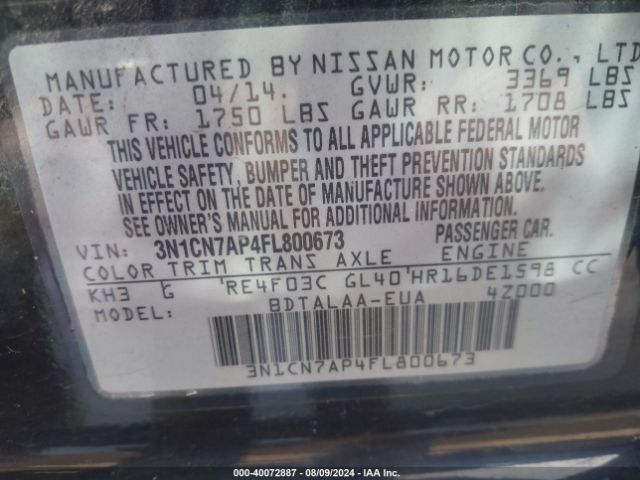 MANUFACTURED BY NISSAN MOTOR CO., LTD
DATE: 04/14. GVWR: 3369 LBS
GAWR FR: 1750 LBS GAWR RR: 1708 LBS
THIS VEHICLE CONFORMS TO ALL APPLICABLE FEDERAL MOTOR
VEHICLE SAFETY, BUMPER AND THEFT PREVENTION STANDARDS
IN EFFECT ON THE DATE OF MANUFACTURE SHOWN ABOVE.
SEE OWNER'S MANUAL FOR ADDITIONAL INFORMATION.
VIN: 3N1CN7AP4FL800673 PASSENGER CAR.
COLOR TRIM TRANS AXLE ENGINE
KH3 G RE4F03C GL40 HR16DE1598 CC
MODEL: BDTALAA-EUA 4Z000
3N1CN7AP4FL800673
000-40072887 - 08/09/2024 - IAA Inc.